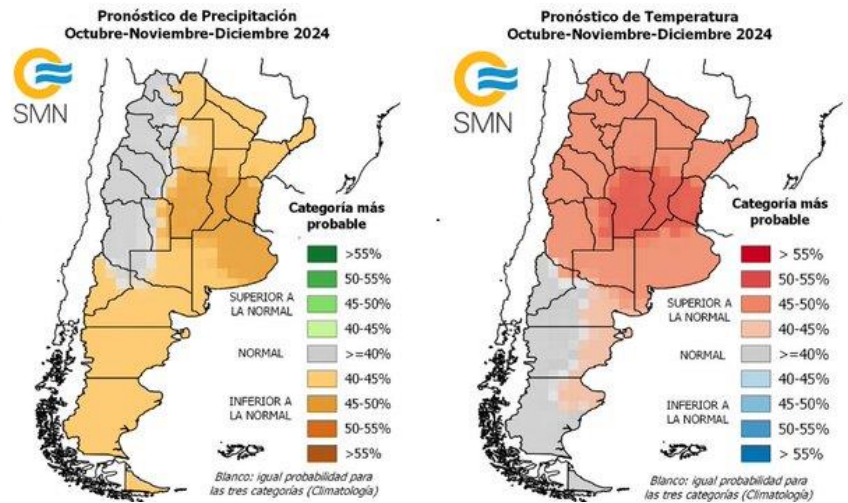 Pronóstico de Precipitación
Octubre-Noviembre-Diciembre 2024
SMN
Categoría más
probable
>55%
50-55%
SUPERIOR A
LA NORMAL
45-50%
40-45%
NORMAL
>=40%
40-45%
INFERIOR A
LA NORMAL
45-50%
50-55%
>55%
Blanco: igual probabilidad para
las tres categorías (Climatología)
Pronóstico de Temperatura
Octubre-Noviembre-Diciembre 2024
SMN
Categoría más
probable
> 55%
50-55%
SUPERIOR A
LA NORMAL
45-50%
40-45%
NORMAL
>=40%
40-45%
INFERIOR A
LA NORMAL
45-50%
50-55%
> 55%
Blanco: igual probabilidad para
las tres categorías (Climatología)